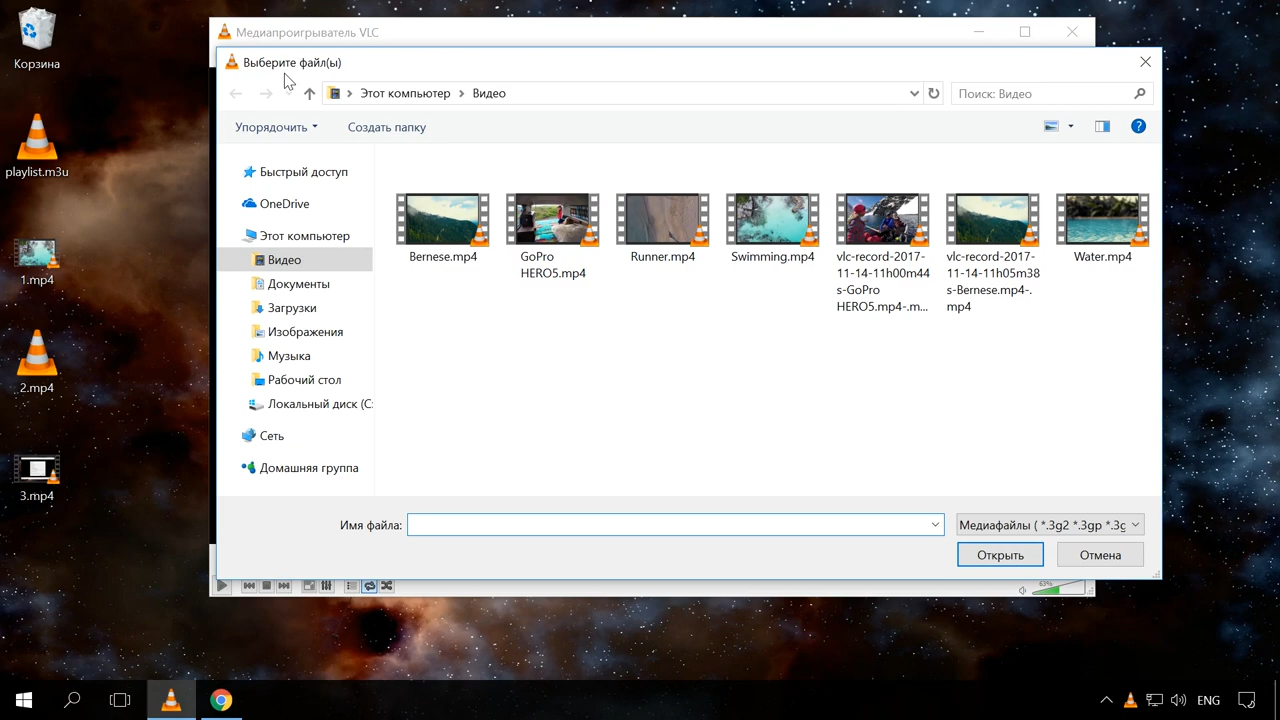 Корзина
playlist.m3u
1.mp4
2.mp4
3.mp4
Медиапроигрыватель VLC
Выберите файл(ы)
Этот компьютер
Видео
Поиск: Видео
Упорядочить
Создать папку
Быстрый доступ
OneDrive
Этот компьютер
Видео
Документы
Загрузки
Изображения
Музыка
Рабочий стол
Локальный диск (C:
Сеть
Домашняя группа
Bernese.mp4
GoPro
HERO5.mp4
Runner.mp4
Swimming.mp4
vlc-record-2017-
11-14-11h00m44
s-GoPro
HERO5.mp4-.m...
vlc-record-2017-
11-14-11h05m38
s-Bernese.mp4-.
mp4
Water.mp4
Имя файла:
Медиафайлы ( *.3g2 *.3gp *.3g
Открыть
Отмена
63%
ENG